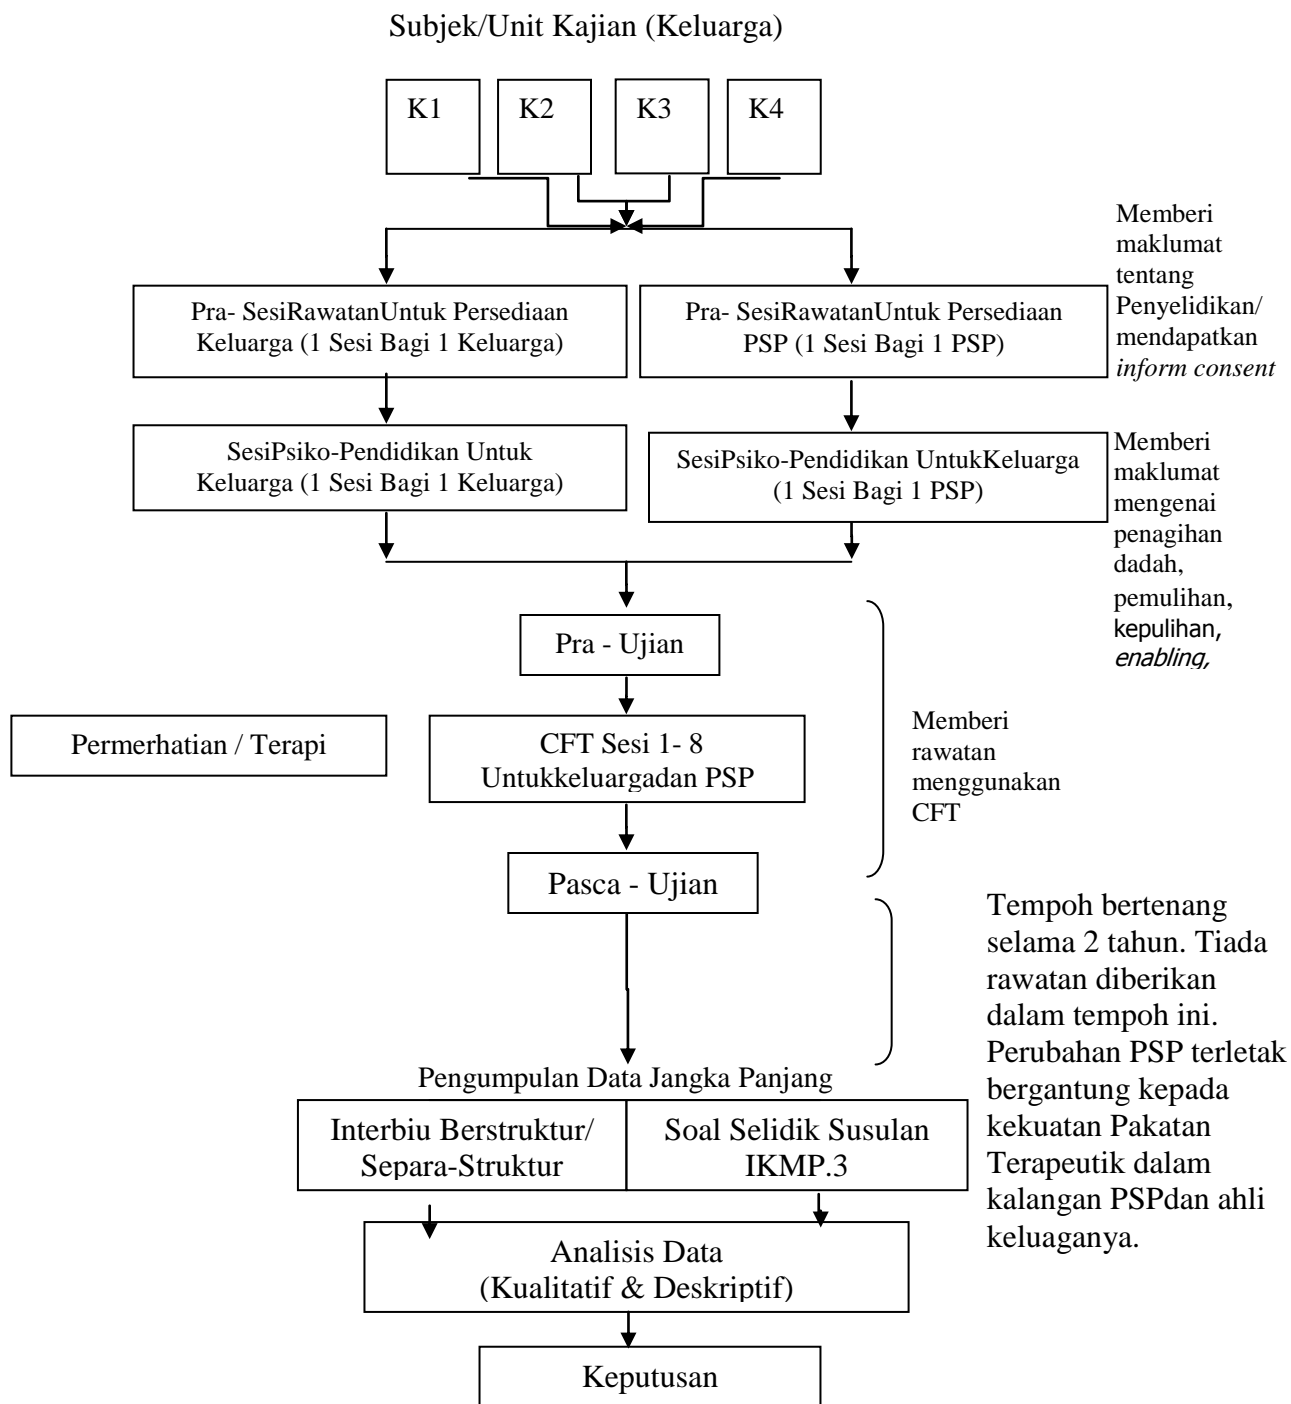 Subjek/Unit Kajian (Keluarga)
K1
K2
K3
K4
Memberi
maklumat
tentang
Penyelidikan/
mendapatkan
inform consent
Pra- SesiRawatanUntuk Persediaan
Keluarga (1 Sesi Bagi 1 Keluarga)
Pra- SesiRawatanUntuk Persediaan
PSP (1 Sesi Bagi 1 PSP)
SesiPsiko-Pendidikan Untuk
Keluarga (1 Sesi Bagi 1 Keluarga)
SesiPsiko-Pendidikan UntukKeluarga
(1 Sesi Bagi 1 PSP)
Memberi
maklumat
mengenai
penagihan
dadah,
pemulihan,
kepulihan,
enabling,
Pra - Ujian
Permerhatian / Terapi
CFT Sesi 1- 8
Untukkeluargadan PSP
Memberi
rawatan
menggunakan
CFT
Pasca - Ujian
Tempoh bertenang
selama 2 tahun. Tiada
rawatan diberikan
dalam tempoh ini.
Perubahan PSP terletak
bergantung kepada
kekuatan Pakatan
Terapeutik dalam
kalangan PSPdan ahli
keluaganya.
Pengumpulan Data Jangka Panjang
Interbiu Berstruktur/
Separa-Struktur
Soal Selidik Susulan
IKMP.3
Analisis Data
(Kualitatif & Deskriptif)
Keputusan